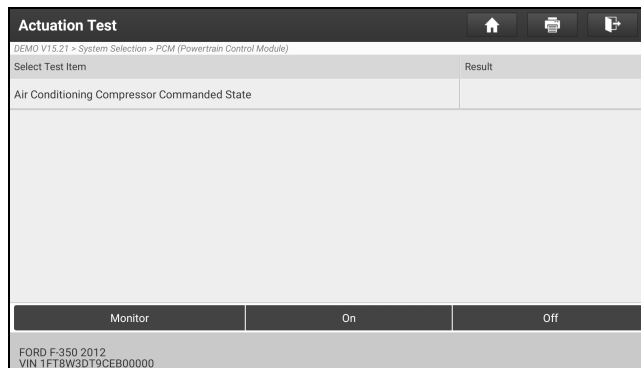 Actuation Test
DEMO V15.21 > System Selection > PCM (Powertrain Control Module)
Select Test Item Result
Air Conditioning Compressor Commanded State
Monitor On Off
FORD F-350 2012
VIN 1FT8W3DT9CEB00000